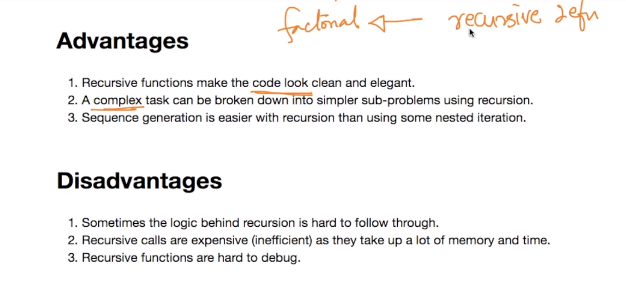 factorial ← recursive defn
Advantages
1. Recursive functions make the code look clean and elegant.
2. A complex task can be broken down into simpler sub-problems using recursion.
3. Sequence generation is easier with recursion than using some nested iteration.
Disadvantages
1. Sometimes the logic behind recursion is hard to follow through.
2. Recursive calls are expensive (inefficient) as they take up a lot of memory and time.
3. Recursive functions are hard to debug.